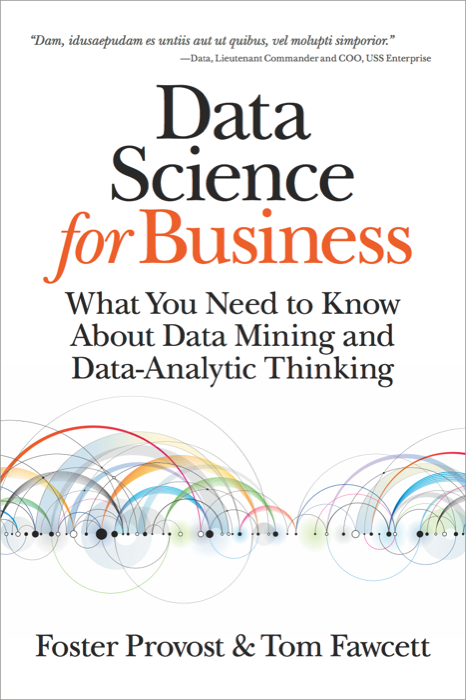 “Dam, idusaepudam es untiis aut ut quibus, vel molupti simporior.”
—Data, Lieutenant Commander and COO, USS Enterprise
Data
Science
for Business
What You Need to Know
About Data Mining and
Data-Analytic Thinking
Foster Provost & Tom Fawcett